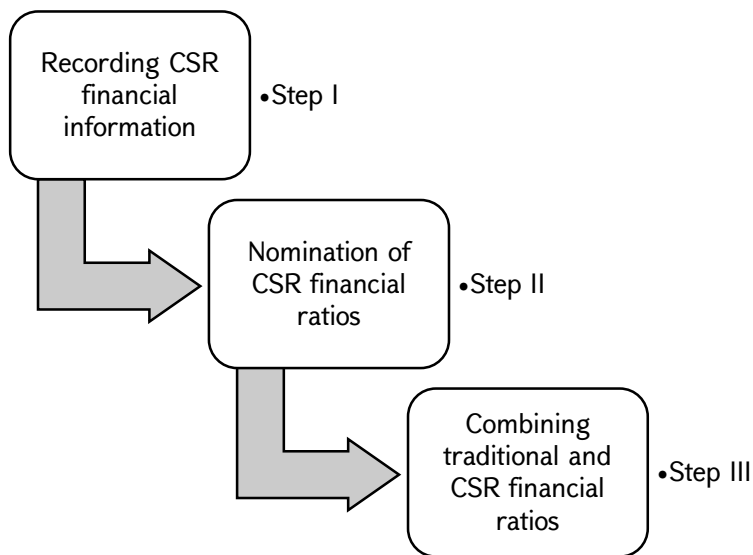 Recording CSR
financial
information
•Step I
Nomination of
CSR financial
ratios
•Step II
Combining
traditional and
CSR financial
ratios
•Step III